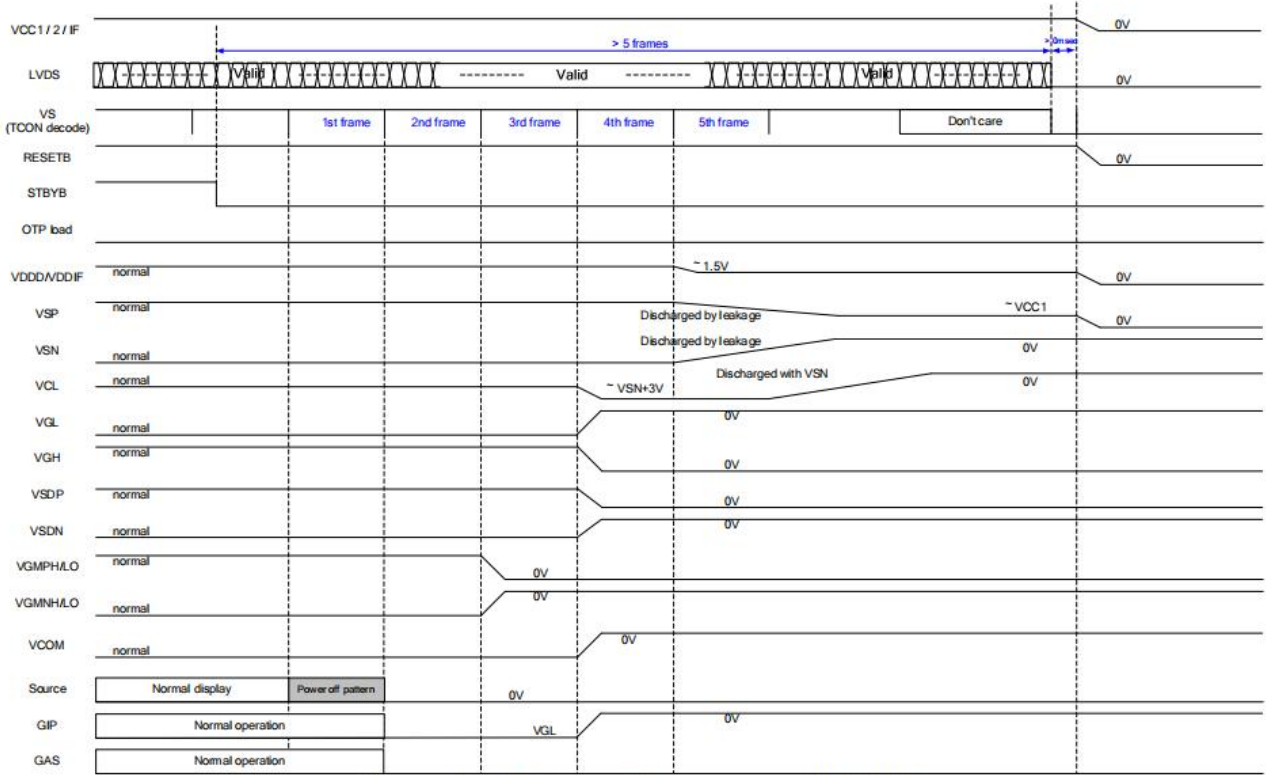 VCC1 / 2 / IF
0V
> 5 frames
> 0msec
LVDS
Valid
Valid
Valid
0V
VS
(TCON decode)
1st frame
2nd frame
3rd frame
4th frame
5th frame
Don't care
RESETB
0V
STBYB
OTP load
VDDD/VDDIF
normal
~ 1.5V
0V
VSP
normal
Discharged by leakage
~ VCC1
0V
VSN
normal
Discharged by leakage
0V
VCL
normal
~ VSN+3V
Discharged with VSN
0V
VGL
normal
0V
VGH
normal
0V
VSDP
normal
0V
VSDN
normal
0V
VGMPH/LO
normal
0V
VGMNH/LO
normal
0V
VCOM
normal
0V
Source
Normal display
Power off pattern
0V
GIP
Normal operation
VGL
0V
GAS
Normal operation